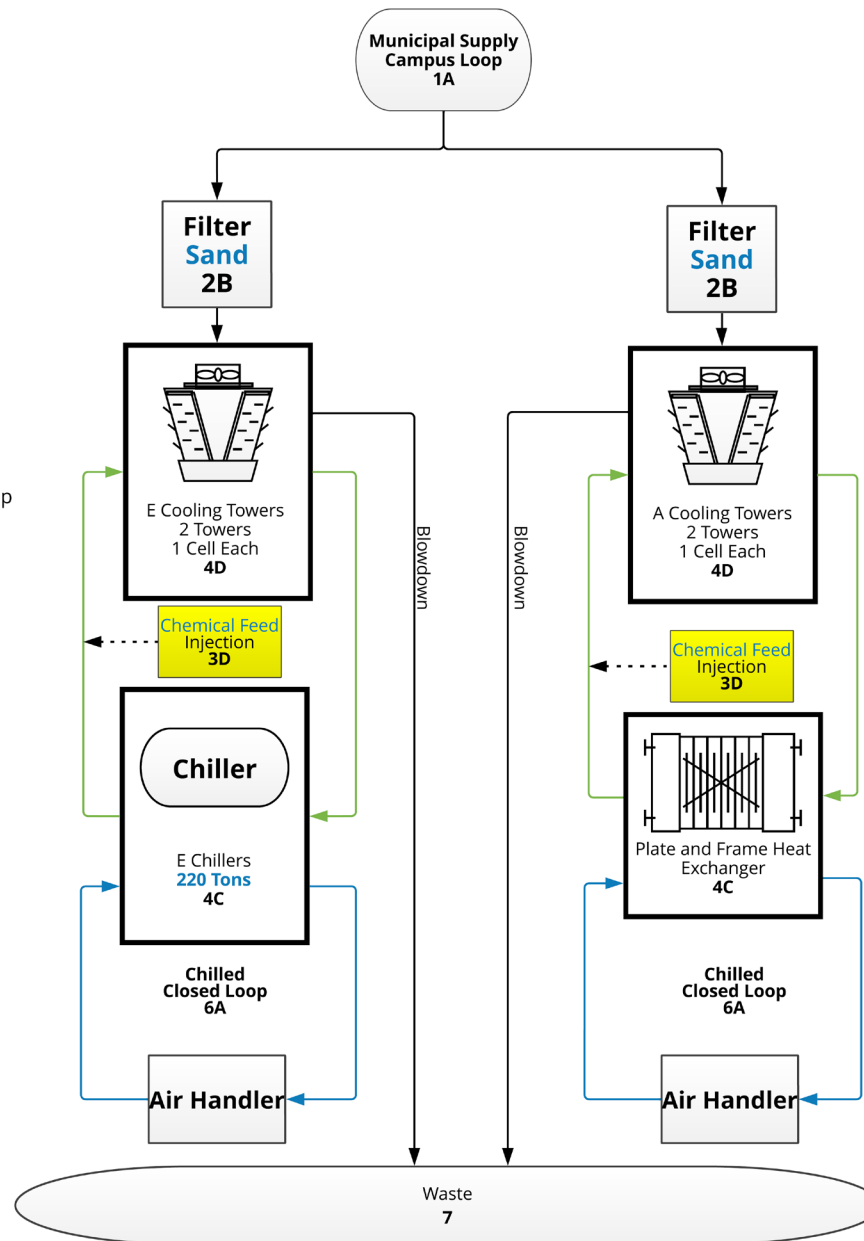 Municipal Supply
Campus Loop
1A
Filter
Sand
2B
Filter
Sand
2B
E Cooling Towers
2 Towers
1 Cell Each
4D
Blowdown
Blowdown
A Cooling Towers
2 Towers
1 Cell Each
4D
p
Chemical Feed
Injection
3D
Chemical Feed
Injection
3D
Chiller
E Chillers
220 Tons
4C
Plate and Frame Heat
Exchanger
4C
Chilled
Closed Loop
6A
Chilled
Closed Loop
6A
Air Handler
Air Handler
Waste
7